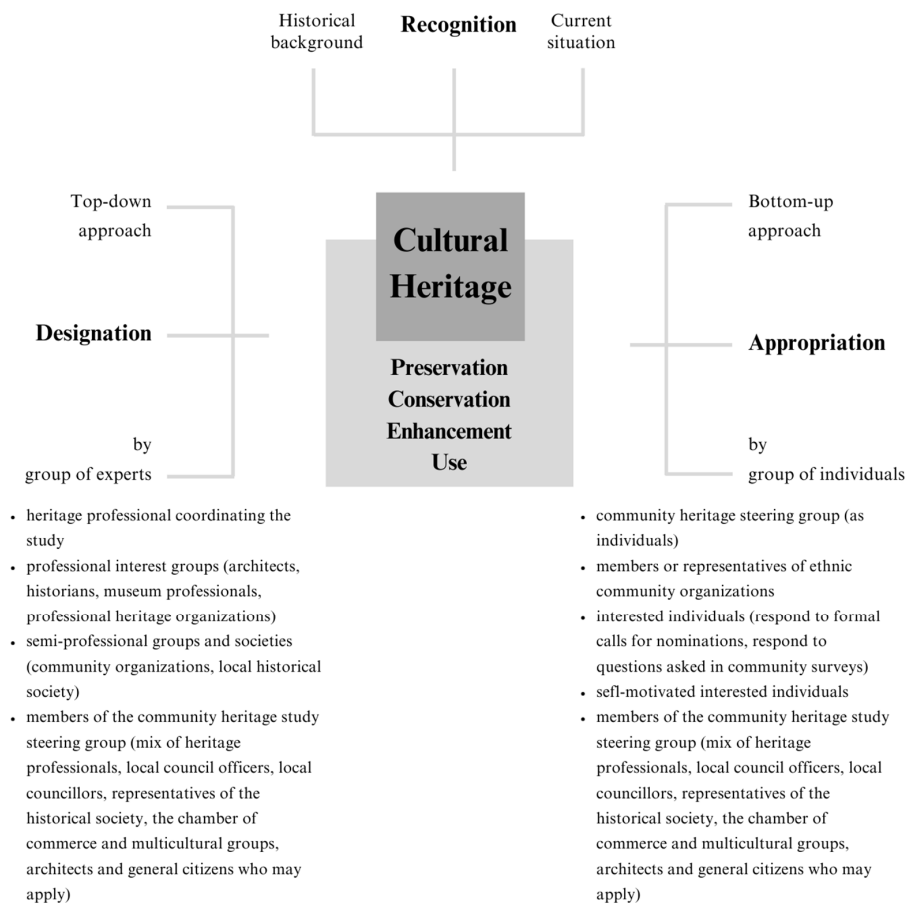 Historical
background
Recognition
Current
situation
Top-down
approach
Designation
by
group of experts
Cultural
Heritage
Preservation
Conservation
Enhancement
Use
Bottom-up
approach
Appropriation
by
group of individuals
• heritage professional coordinating the
study
• professional interest groups (architects,
historians, museum professionals,
professional heritage organizations)
• semi-professional groups and societies
(community organizations, local historical
society)
• members of the community heritage study
steering group (mix of heritage
professionals, local council officers, local
councillors, representatives of the
historical society, the chamber of
commerce and multicultural groups,
architects and general citizens who may
apply)
• community heritage steering group (as
individuals)
• members or representatives of ethnic
community organizations
• interested individuals (respond to formal
calls for nominations, respond to
questions asked in community surveys)
• sefl-motivated interested individuals
• members of the community heritage study
steering group (mix of heritage
professionals, local council officers, local
councillors, representatives of the
historical society, the chamber of
commerce and multicultural groups,
architects and general citizens who may
apply)